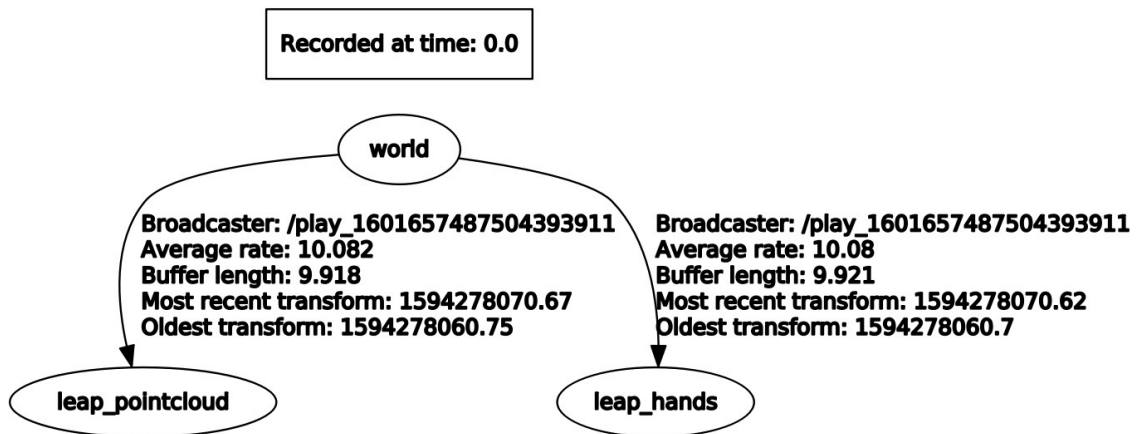 Recorded at time: 0.0
world
Broadcaster: /play_1601657487504393911
Average rate: 10.082
Buffer length: 9.918
Most recent transform: 1594278070.67
Oldest transform: 1594278060.75
Broadcaster: /play_1601657487504393911
Average rate: 10.08
Buffer length: 9.921
Most recent transform: 1594278070.62
Oldest transform: 1594278060.7
leap_pointcloud
leap_hands